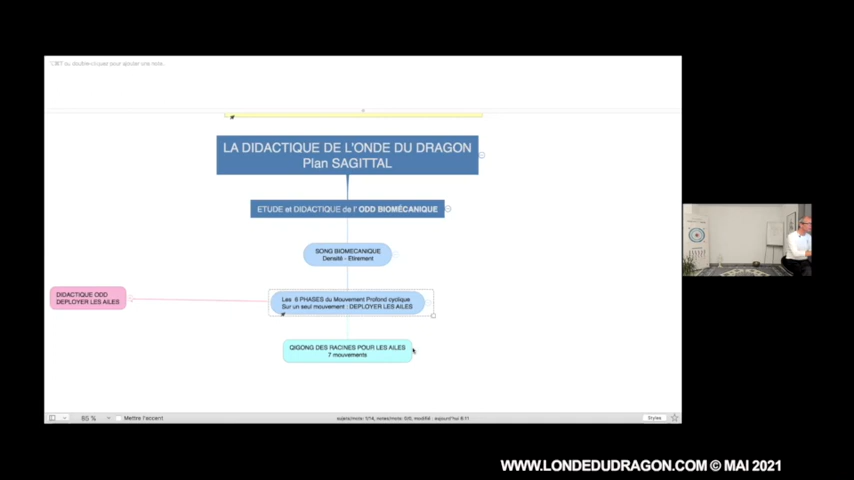 LA DIDACTIQUE DE L'ONDE DU DRAGON
Plan SAGITTAL
ETUDE et DIDACTIQUE de l' ODD BIOMÉCANIQUE
SONG BIOMECANIQUE
Densité - Etirement
DIDACTIQUE ODD
DEPLOYER LES AILES
Les 6 PHASES du Mouvement Profond cyclique
Sur un seul mouvement : DEPLOYER LES AILES
QIGONG DES RACINES POUR LES AILES
7 mouvements
85 %
Mettre l'accent
Styles
WWW.LONDEDUDRAGON.COM © MAI 2021